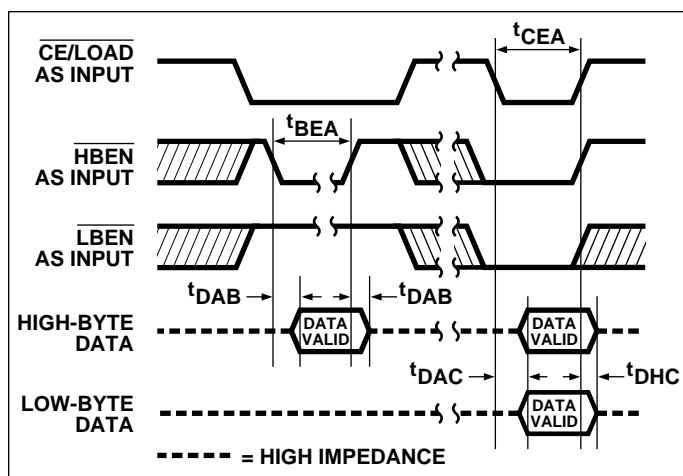 CE/LOAD
AS INPUT
tCEA
tBEA
HBEN
AS INPUT
LBEN
AS INPUT
tDAB
tDAB
HIGH-BYTE
DATA
DATA
VALID
DATA
VALID
tDAC
tDHC
LOW-BYTE
DATA
DATA
VALID
= HIGH IMPEDANCE